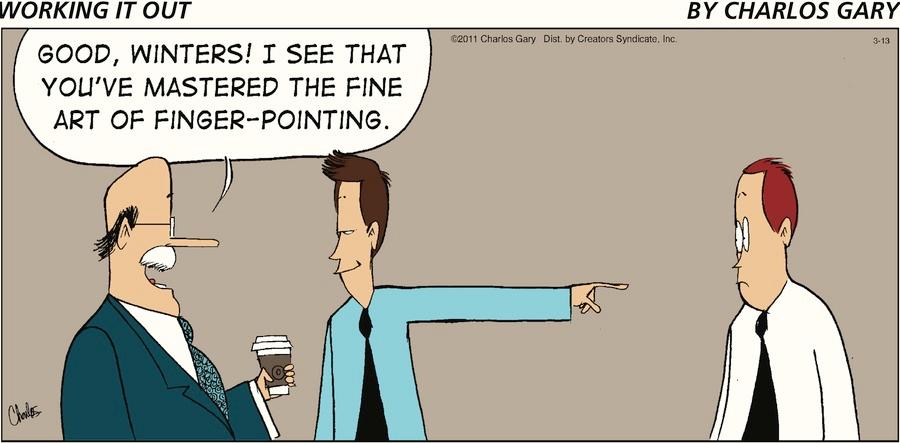 WORKING IT OUT
BY CHARLOS GARY
©2011 Charlos Gary Dist. by Creators Syndicate, Inc.
3-13
GOOD, WINTERS! I SEE THAT
YOU'VE MASTERED THE FINE
ART OF FINGER-POINTING.
Charlos